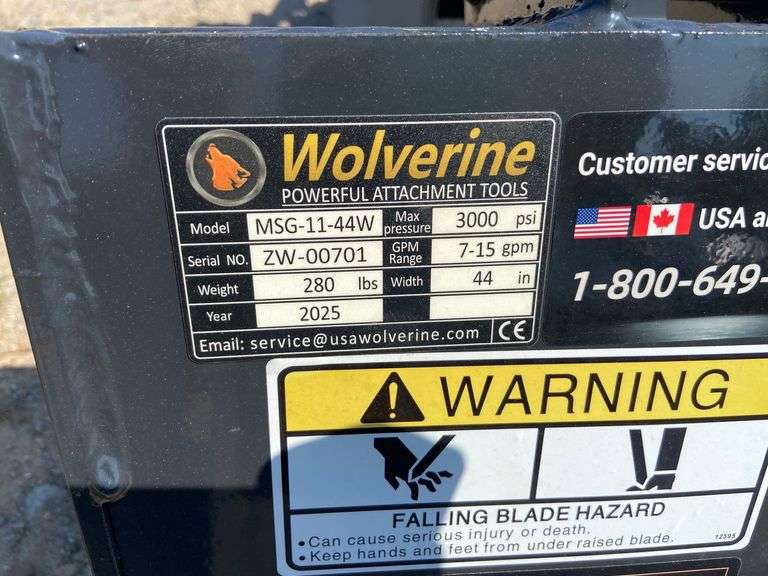 Wolverine
POWERFUL ATTACHMENT TOOLS
Model MSG-11-44W Max pressure 3000 psi
Serial NO. ZW-00701 GPM Range 7-15 gpm
Weight 280 lbs Width 44 in
Year 2025
Email: service@usawolverine.com CE
Customer servic
USA a
1-800-649-
WARNING
FALLING BLADE HAZARD
•Can cause serious injury or death.
•Keep hands and feet from under raised blade.
12595